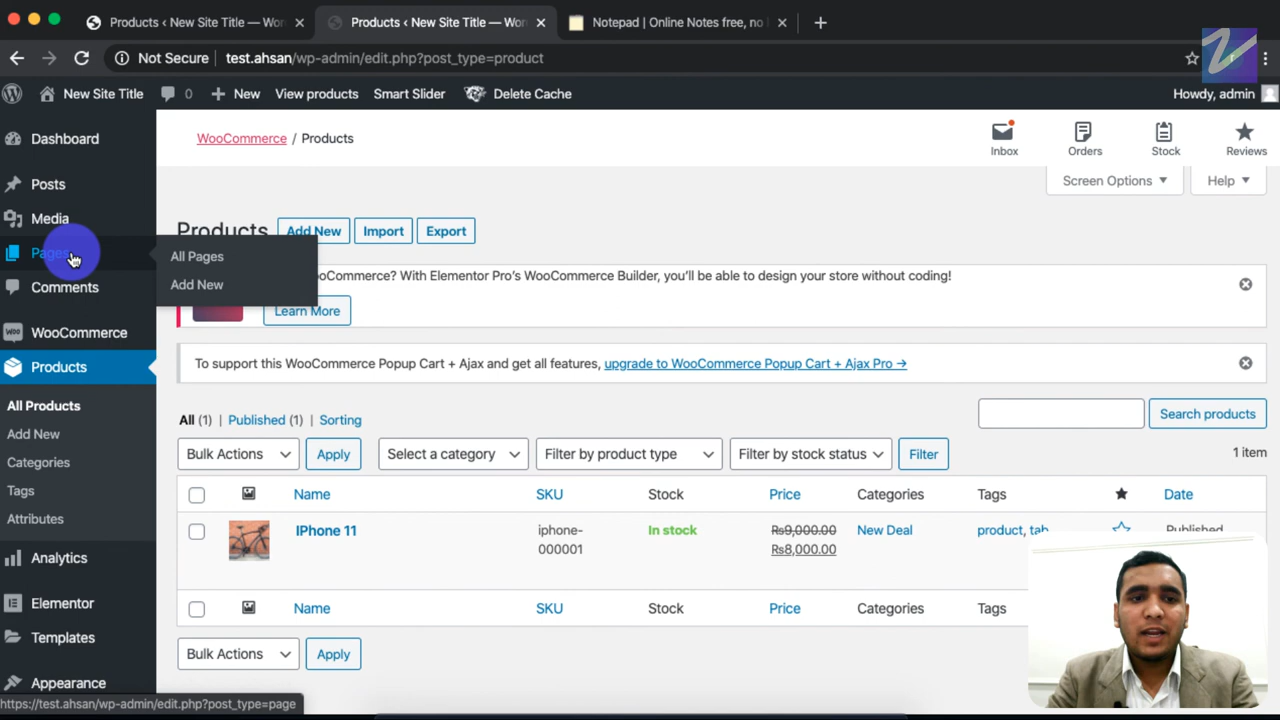 Products ‹ New Site Title — Wor
Products ‹ New Site Title — Wor
Notepad | Online Notes free, no
Not Secure
test.ahsan/wp-admin/edit.php?post_type=product
New Site Title
0
New
View products
Smart Slider
Delete Cache
Howdy, admin
Dashboard
Posts
Media
Pages
Comments
WooCommerce
Products
All Products
Add New
Categories
Tags
Attributes
Analytics
Elementor
Templates
Appearance
All Pages
Add New
WooCommerce / Products
Inbox
Orders
Stock
Reviews
Screen Options
Help
Products
Add New
Import
Export
ooCommerce? With Elementor Pro's WooCommerce Builder, you'll be able to design your store without coding!
Learn More
To support this WooCommerce Popup Cart + Ajax and get all features, upgrade to WooCommerce Popup Cart + Ajax Pro →
All (1) | Published (1) | Sorting
Search products
Bulk Actions
Apply
Select a category
Filter by product type
Filter by stock status
Filter
1 item
Name SKU Stock Price Categories Tags Date
IPhone 11 iphone- In stock Rs9,000.00 New Deal product, tab Published
000001 Rs8,000.00
Name SKU Stock Price Categories Tags
Bulk Actions
Apply
https://test.ahsan/wp-admin/edit.php?post_type=page